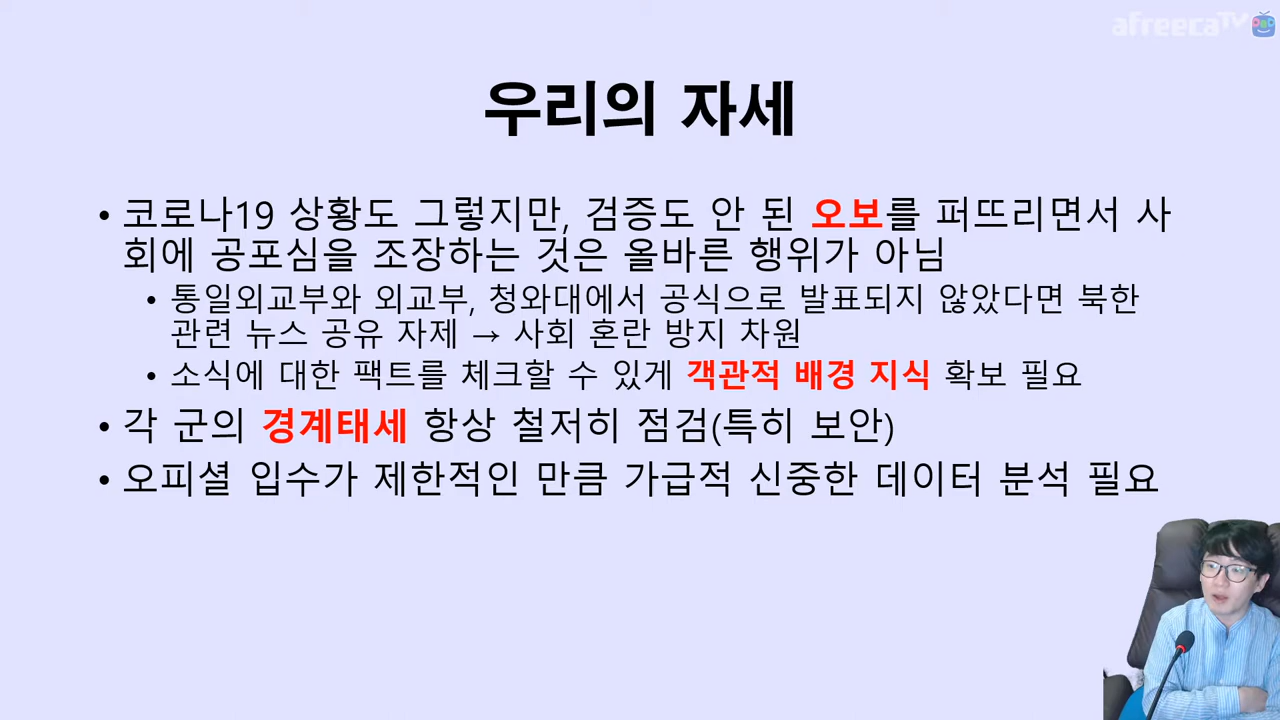 afreecaTV
우리의 자세
• 코로나19 상황도 그렇지만, 검증도 안 된 오보를 퍼뜨리면서 사
회에 공포심을 조장하는 것은 올바른 행위가 아님
• 통일외교부와 외교부, 청와대에서 공식으로 발표되지 않았다면 북한
관련 뉴스 공유 자제 → 사회 혼란 방지 차원
• 소식에 대한 팩트를 체크할 수 있게 객관적 배경 지식 확보 필요
• 각 군의 경계태세 항상 철저히 점검(특히 보안)
• 오피셜 입수가 제한적인 만큼 가급적 신중한 데이터 분석 필요